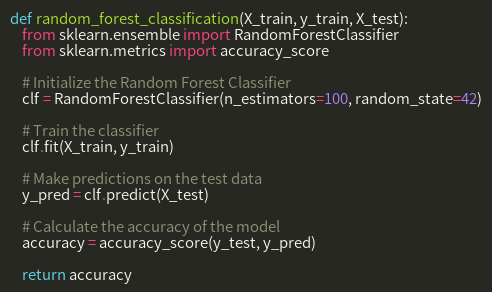 def random_forest_classification(X_train, y_train, X_test):
from sklearn.ensemble import RandomForestClassifier
from sklearn.metrics import accuracy_score
# Initialize the Random Forest Classifier
clf = RandomForestClassifier(n_estimators=100, random_state=42)
# Train the classifier
clf.fit(X_train, y_train)
# Make predictions on the test data
y_pred = clf.predict(X_test)
# Calculate the accuracy of the model
accuracy = accuracy_score(y_test, y_pred)
return accuracy